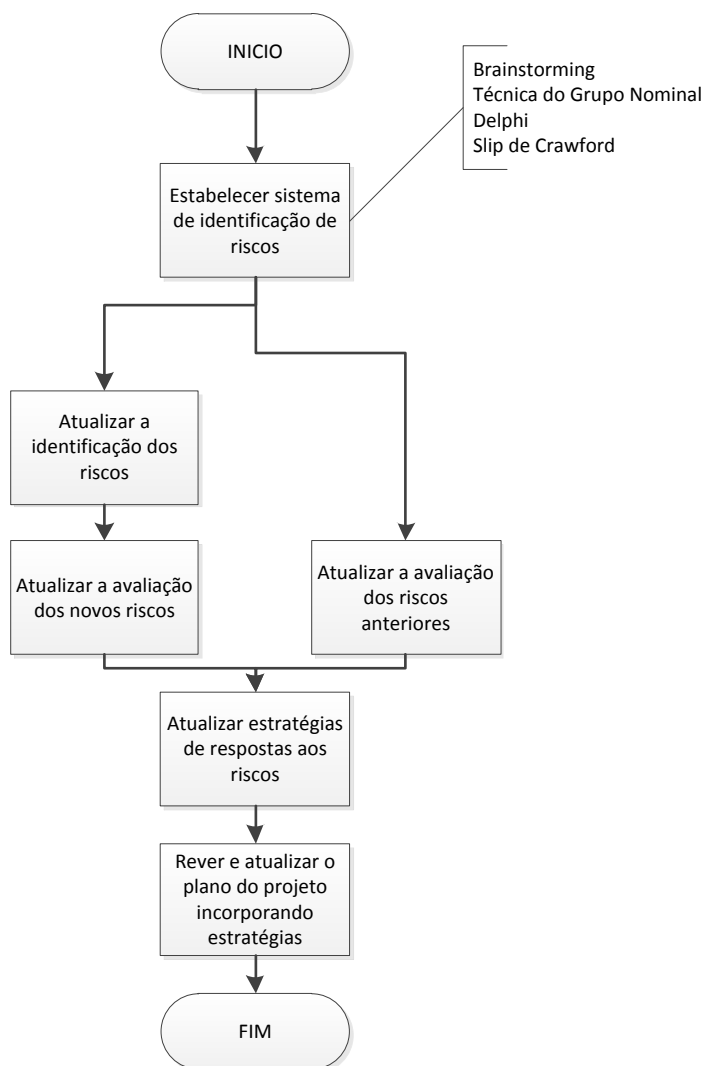 INICIO
Brainstorming
Técnica do Grupo Nominal
Delphi
Slip de Crawford
Estabelecer sistema
de identificação de
riscos
Atualizar a
identificação dos
riscos
Atualizar a avaliação
dos novos riscos
Atualizar a avaliação
dos riscos
anteriores
Atualizar estratégias
de respostas aos
riscos
Rever e atualizar o
plano do projeto
incorporando
estratégias
FIM